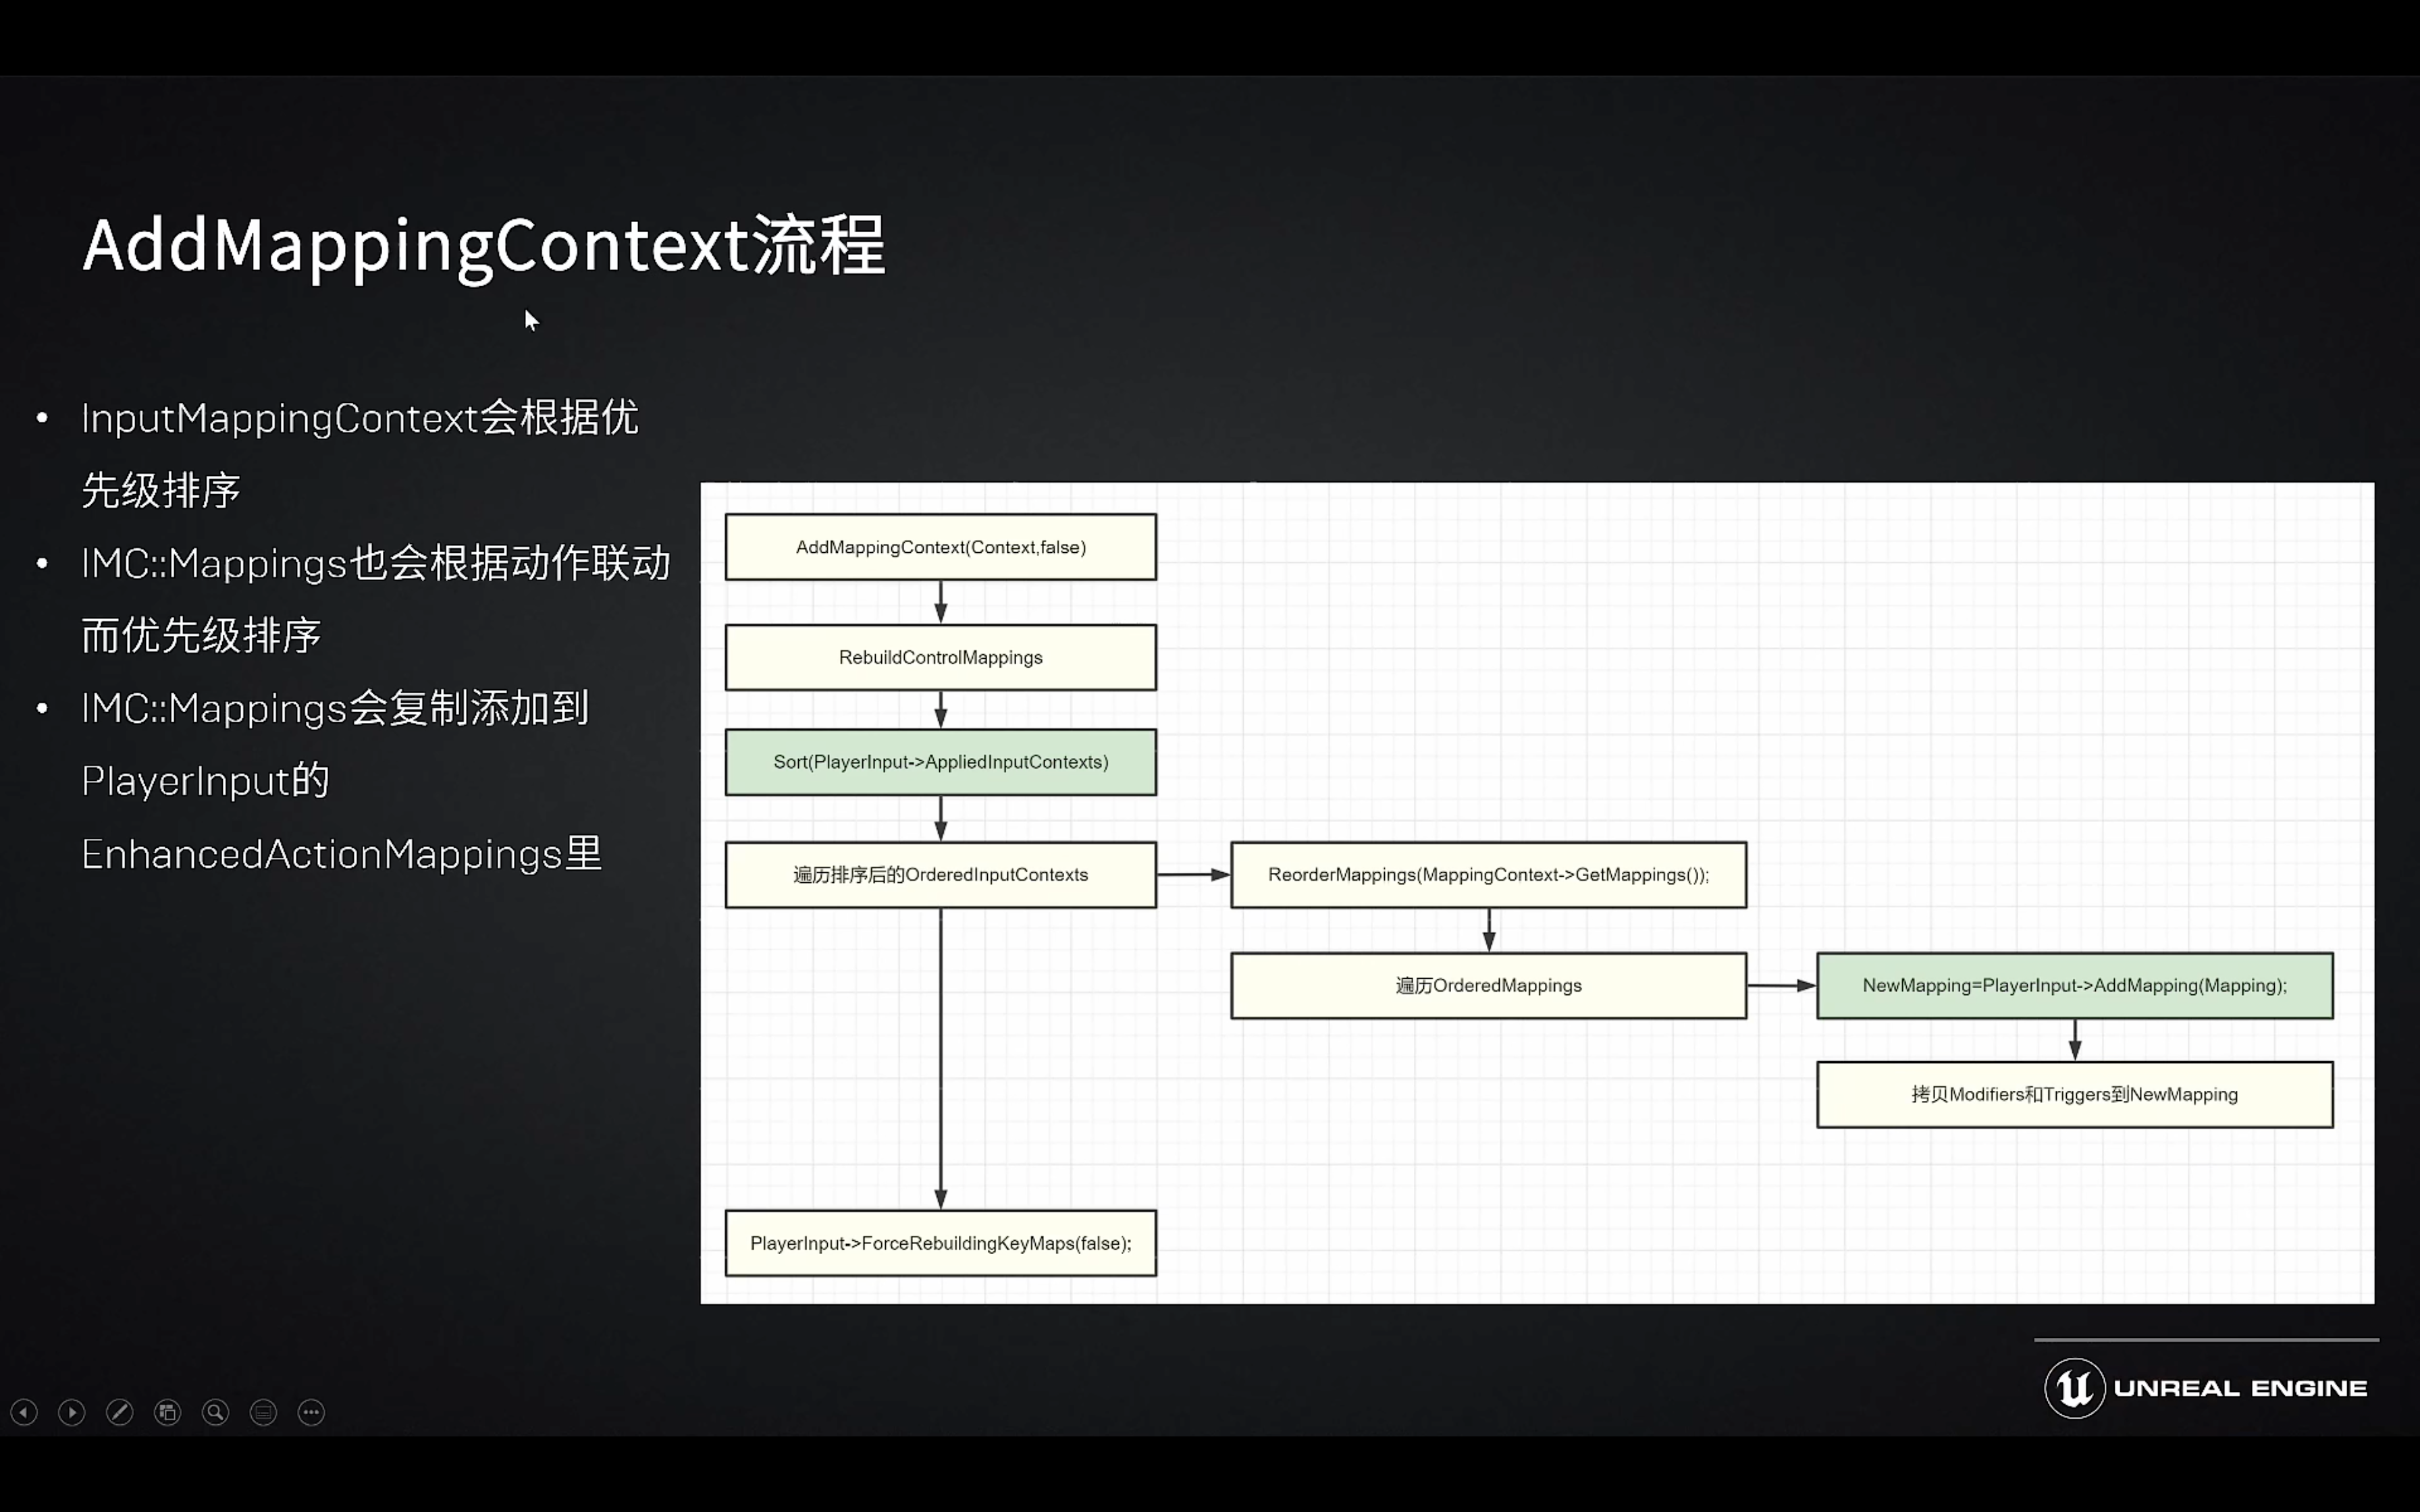 AddMappingContext流程
• InputMappingContext会根据优
先级排序
• IMC::Mappings也会根据动作联动
而优先级排序
• IMC::Mappings会复制添加到
PlayerInput的
EnhancedActionMappings里
AddMappingContext(Context,false)
RebuildControlMappings
Sort(PlayerInput->AppliedInputContexts)
遍历排序后的OrderedInputContexts
ReorderMappings(MappingContext->GetMappings());
遍历OrderedMappings
NewMapping=PlayerInput->AddMapping(Mapping);
拷贝Modifiers和Triggers到NewMapping
PlayerInput->ForceRebuildingKeyMaps(false);
UNREAL ENGINE